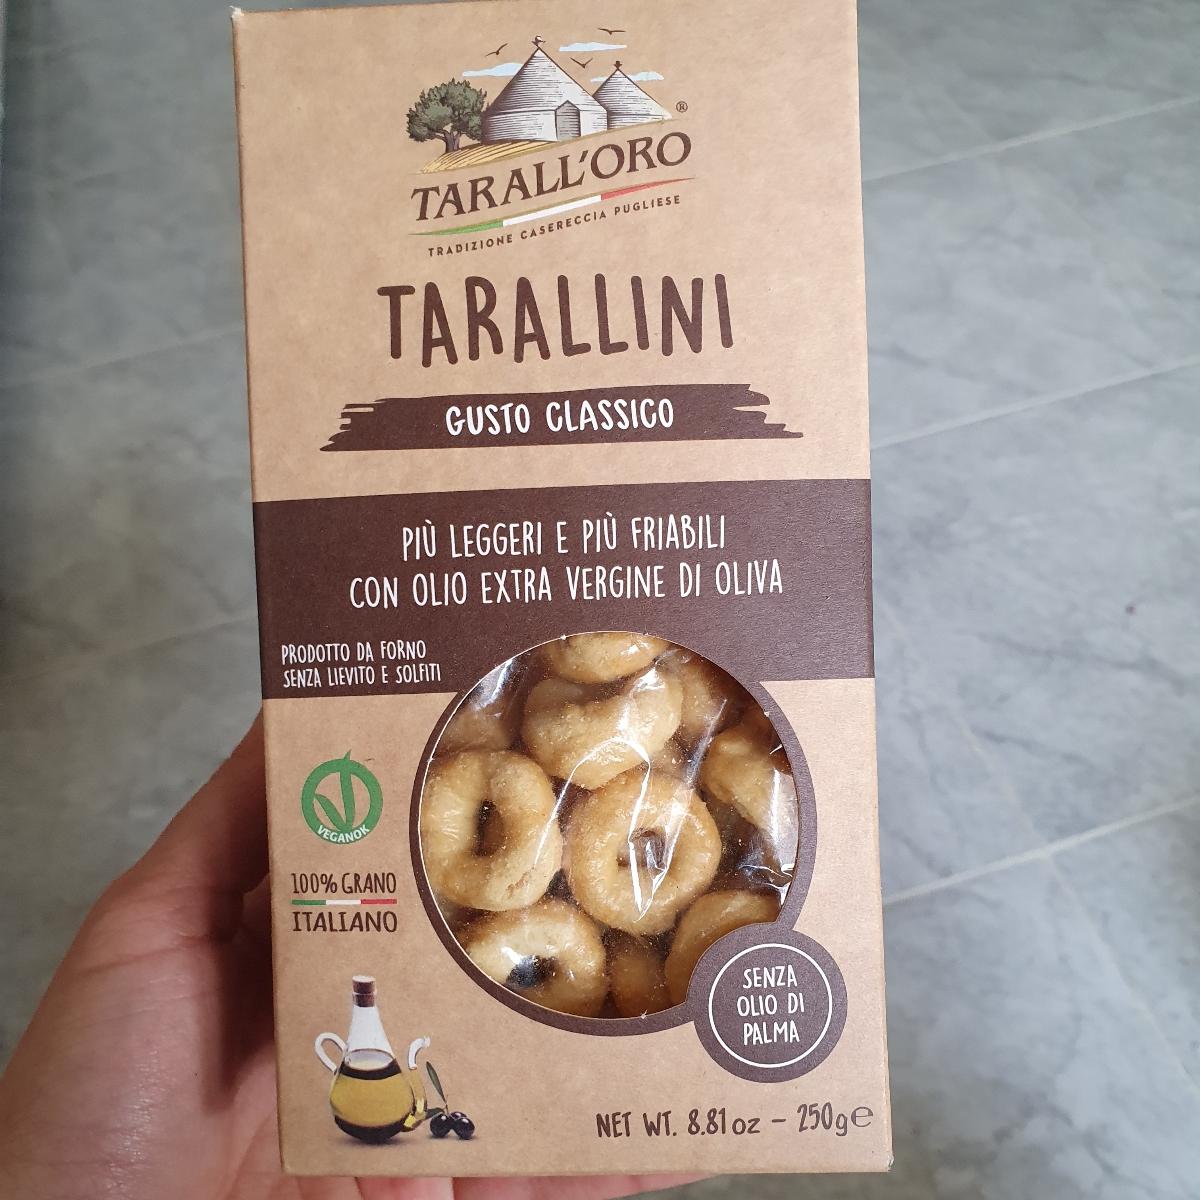 ®
TARALL'ORO
TRADIZIONE CASERECCIA PUGLIESE
TARALLINI
GUSTO CLASSICO
PIÙ LEGGERI E PIÙ FRIABILI
CON OLIO EXTRA VERGINE DI OLIVA
PRODOTTO DA FORNO
SENZA LIEVITO E SOLFITI
VEGANOK
100% GRANO
ITALIANO
SENZA
OLIO DI
PALMA
NET WT. 8.81 oz - 250g e